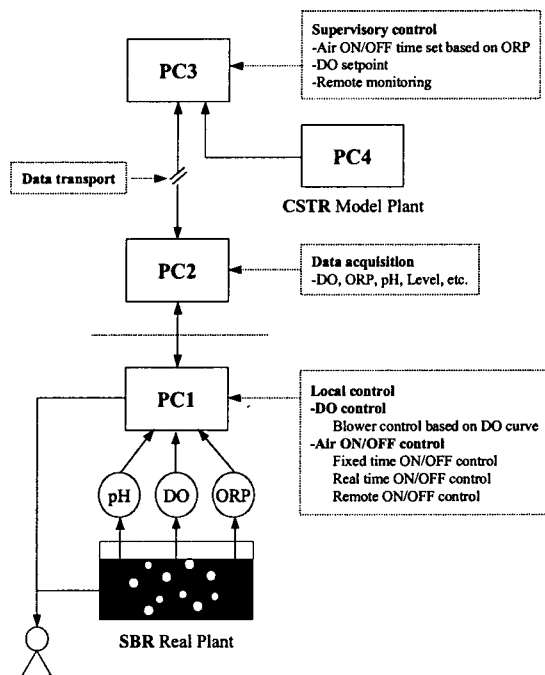 Supervisory control
-Air ON/OFF time set based on ORP
-DO setpoint
-Remote monitoring
PC3
PC4
CSTR Model Plant
Data transport
PC2
Data acquisition
-DO, ORP, pH, Level, etc.
PC1
Local control
-DO control
Blower control based on DO curve
-Air ON/OFF control
Fixed time ON/OFF control
Real time ON/OFF control
Remote ON/OFF control
pH
DO
ORP
SBR Real Plant